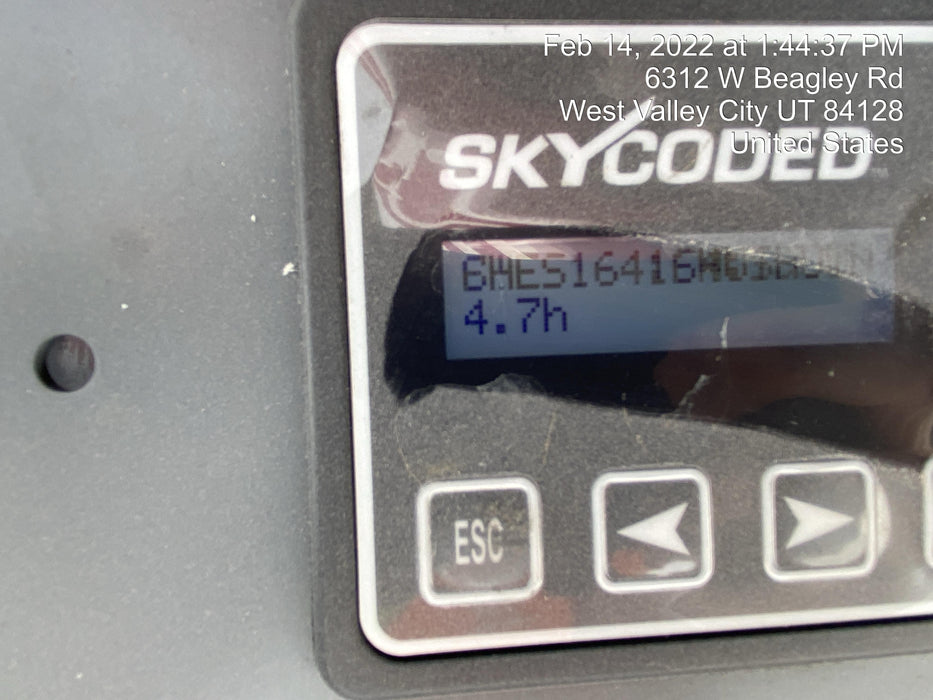 Feb 14, 2022 at 1:44:37 PM
6312 W Beagley Rd
West Valley City UT 84128
United States
SKYCODED
4.7h
ESC